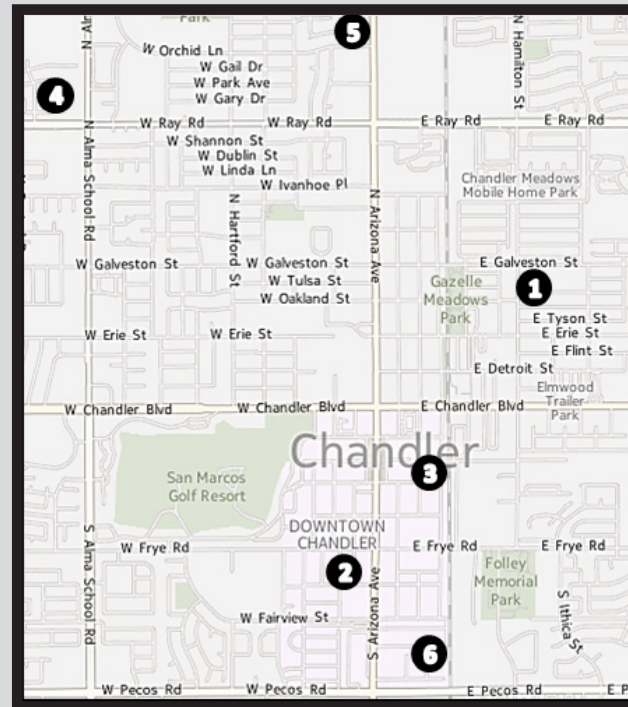 Park
5
N Al
N Hamilton St
W Orchid Ln
W Gail Dr
W Park Ave
W Gary Dr
4
W Ray Rd
W Ray Rd
E Ray Rd
E Ray Rd
N Alma School Rd
W Shannon St
W Dublin St
W Linda Ln
W Ivanhoe Pl
Chandler Meadows
Mobile Home Park
N Hartford St
N Arizona Ave
W Galveston St
W Galveston St
E Galveston St
W Tulsa St
W Oakland St
Gazelle
Meadows
Park
1
E Tyson St
E Erie St
E Flint St
W Erie St
W Erie St
E Detroit St
Elmwood
Trailer
Park
W Chandler Blvd
W Chandler Blvd
E Chandler Blvd
Chandler
3
San Marcos
Golf Resort
DOWNTOWN
CHANDLER
S Alma School Rd
W Frye Rd
E Frye Rd
E Frye Rd
2
S Arizona Ave
Folley
Memorial
Park
S Ithica St
W Fairview St
6
W Pecos Rd
W Pecos Rd
E Pecos Rd
E P